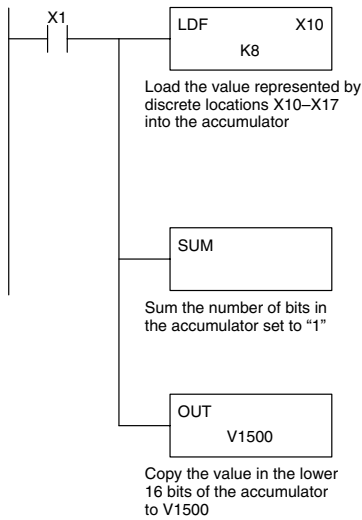 X1
LDF X10
K8
Load the value represented by
discrete locations X10–X17
into the accumulator
SUM
Sum the number of bits in
the accumulator set to “1”
OUT
V1500
Copy the value in the lower
16 bits of the accumulator
to V1500